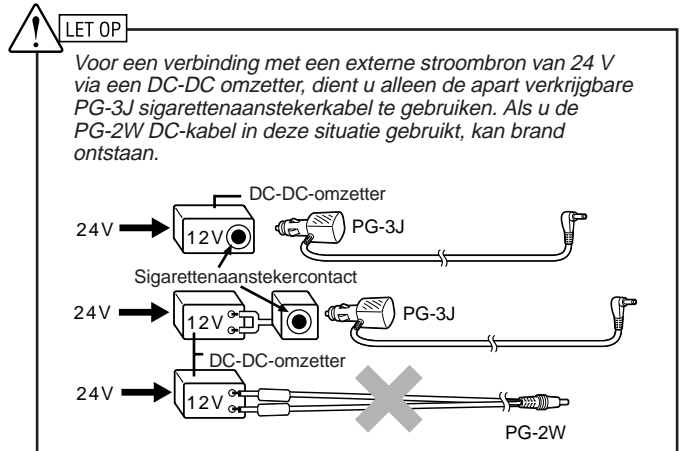 LET OP
Voor een verbinding met een externe stroombron van 24 V
via een DC-DC omzetter, dient u alleen de apart verkrijgbare
PG-3J sigarettenaanstekerkabel te gebruiken. Als u de
PG-2W DC-kabel in deze situatie gebruikt, kan brand
ontstaan.
DC-DC-omzetter
24V 12V PG-3J
Sigarettenaanstekercontact
24V 12V PG-3J
DC-DC-omzetter
24V 12V
PG-2W